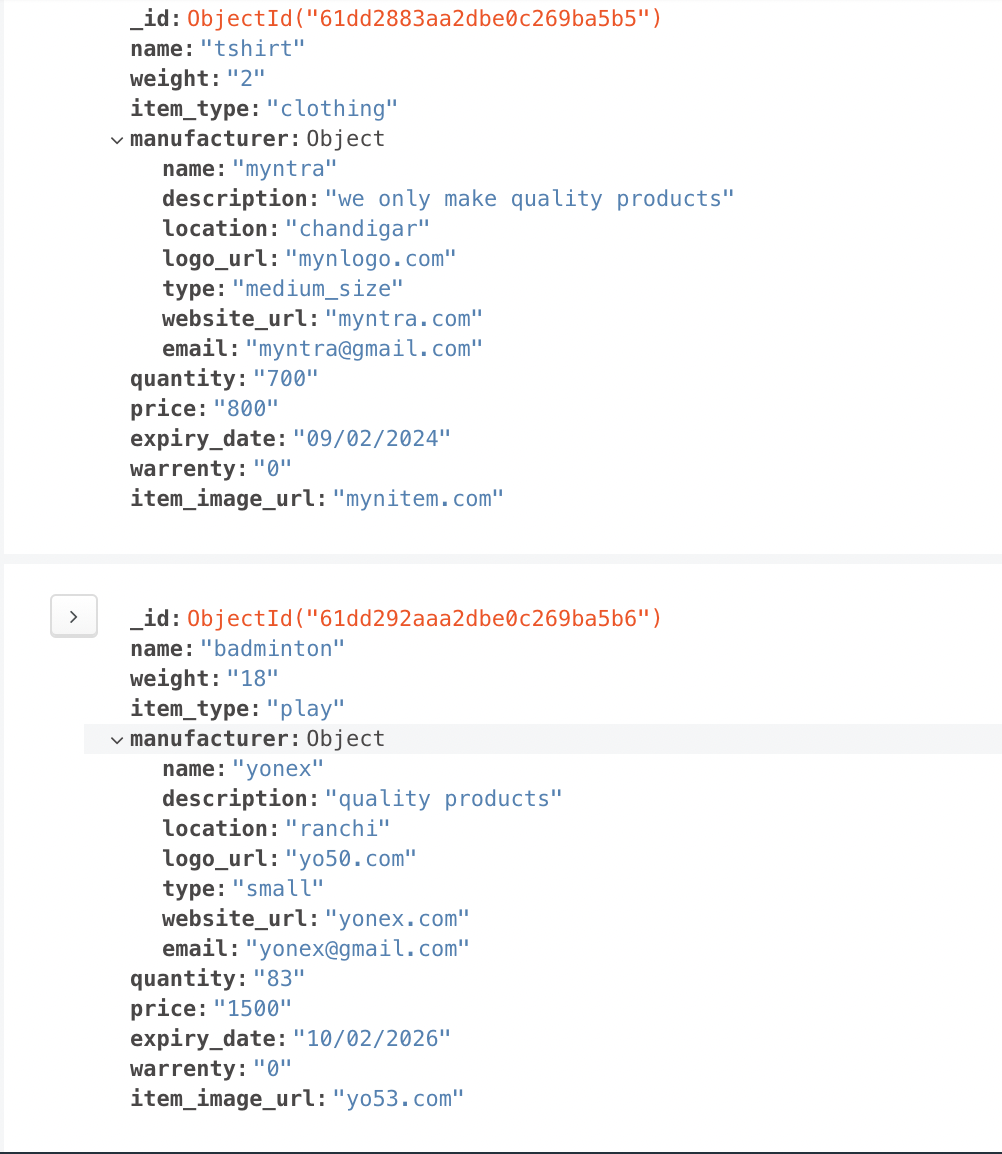 _id: ObjectId("61dd2883aa2dbe0c269ba5b5")
name: "tshirt"
weight: "2"
item_type: "clothing"
manufacturer: Object
name: "myntra"
description: "we only make quality products"
location: "chandigar"
logo_url: "mynlogo.com"
type: "medium_size"
website_url: "myntra.com"
email: "myntra@gmail.com"
quantity: "700"
price: "800"
expiry_date: "09/02/2024"
warrenty: "0"
item_image_url: "mynitem.com"
_id: ObjectId("61dd292aaa2dbe0c269ba5b6")
name: "badminton"
weight: "18"
item_type: "play"
manufacturer: Object
name: "yonex"
description: "quality products"
location: "ranchi"
logo_url: "yo50.com"
type: "small"
website_url: "yonex.com"
email: "yonex@gmail.com"
quantity: "83"
price: "1500"
expiry_date: "10/02/2026"
warrenty: "0"
item_image_url: "yo53.com"